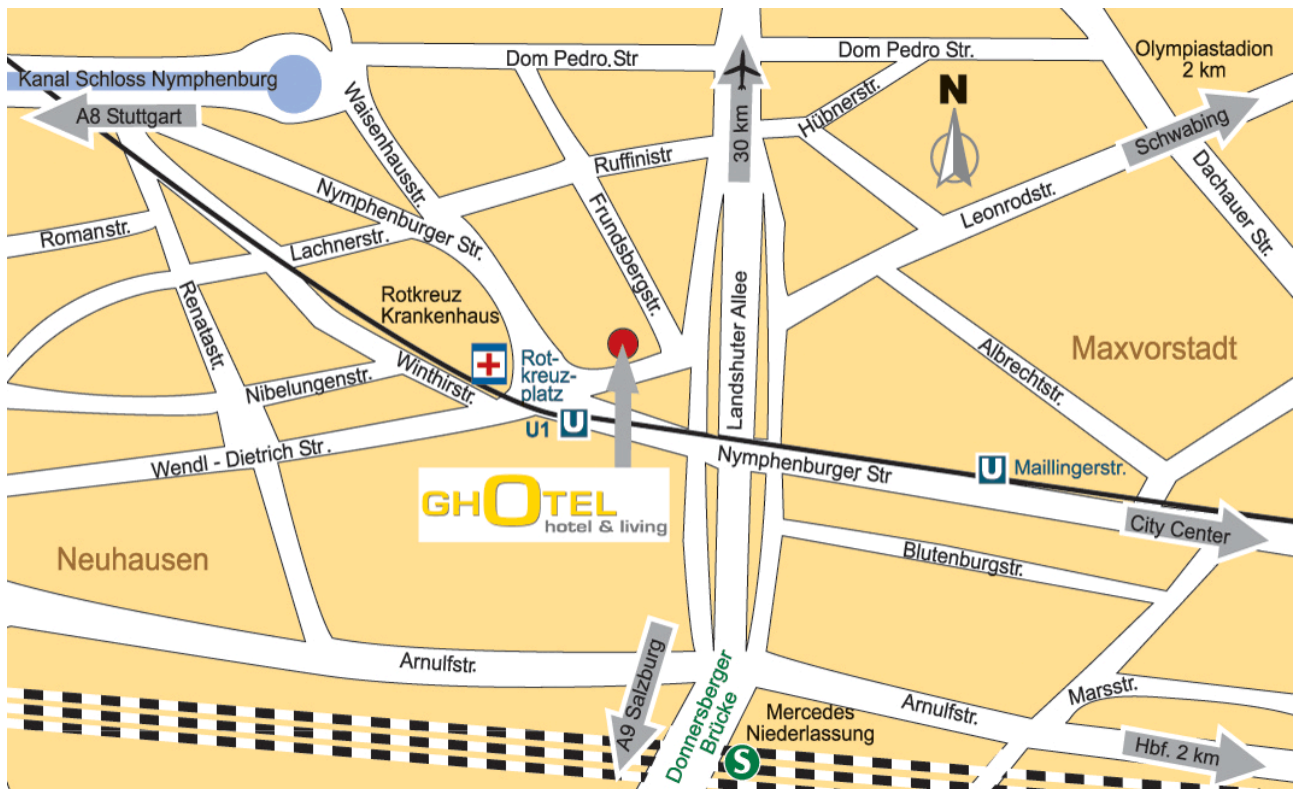 Dom Pedro.Str
Dom Pedro Str.
Olympiastadion
2 km
Kanal Schloss Nymphenburg
A8 Stuttgart
N
30 km
Hübnerstr.
Schwabing
Waisenhausstr.
Ruffinistr
Nymphenburger Str.
Frundsbergstr.
Leonrodstr.
Dachauer Str.
Romanstr.
Lachnerstr.
Renatastr.
Rotkreuz
Krankenhaus
Landshuter Allee
Albrechtstr.
Maxvorstadt
Rot-
kreuz-
platz
Nibelungenstr.
Winthirstr.
U1
U
Wendl - Dietrich Str.
Nymphenburger Str
U
Maillingerstr.
GHOTEL
hotel & living
City Center
Neuhausen
Blutenburgstr.
Arnulfstr.
A9 Salzburg
Donnersberger
Brücke
Marsstr.
Arnulfstr.
Mercedes
Niederlassung
S
Hbf. 2 km